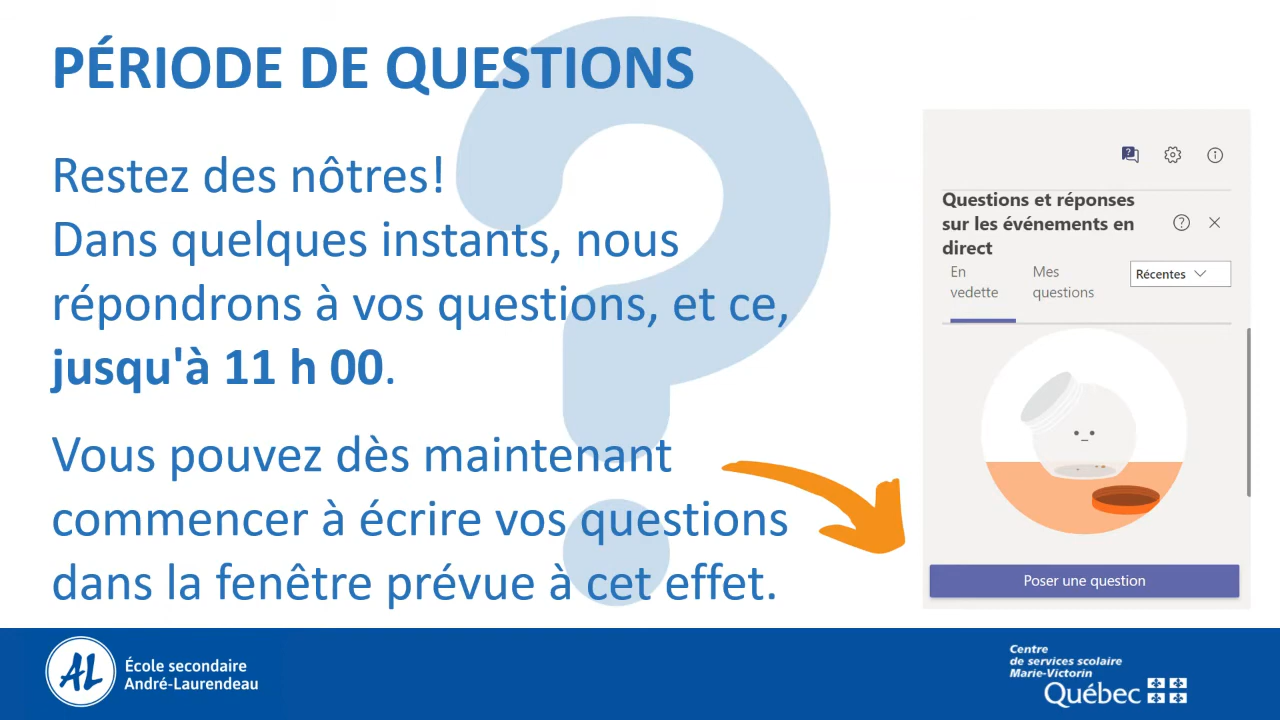 PÉRIODE DE QUESTIONS
Restez des nôtres!
Dans quelques instants, nous
répondrons à vos questions, et ce,
jusqu'à 11 h 00.
Vous pouvez dès maintenant
commencer à écrire vos questions
dans la fenêtre prévue à cet effet.
Questions et réponses
sur les événements en
direct
En
vedette
Mes
questions
Récentes
Poser une question
AL
École secondaire
André-Laurendeau
Centre
de services scolaire
Marie-Victorin
Québec